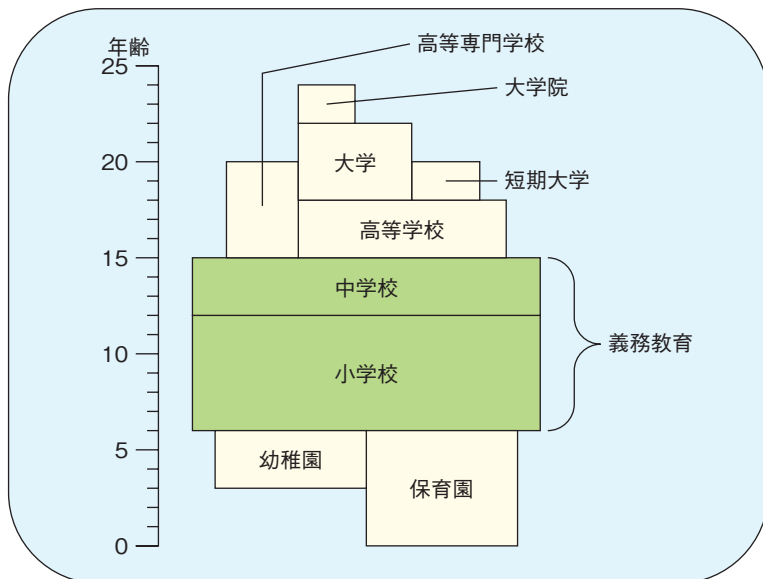 年齢
高等専門学校
25
大学院
20
大学
短期大学
高等学校
15
中学校
義務教育
10
小学校
5
幼稚園
保育園
0